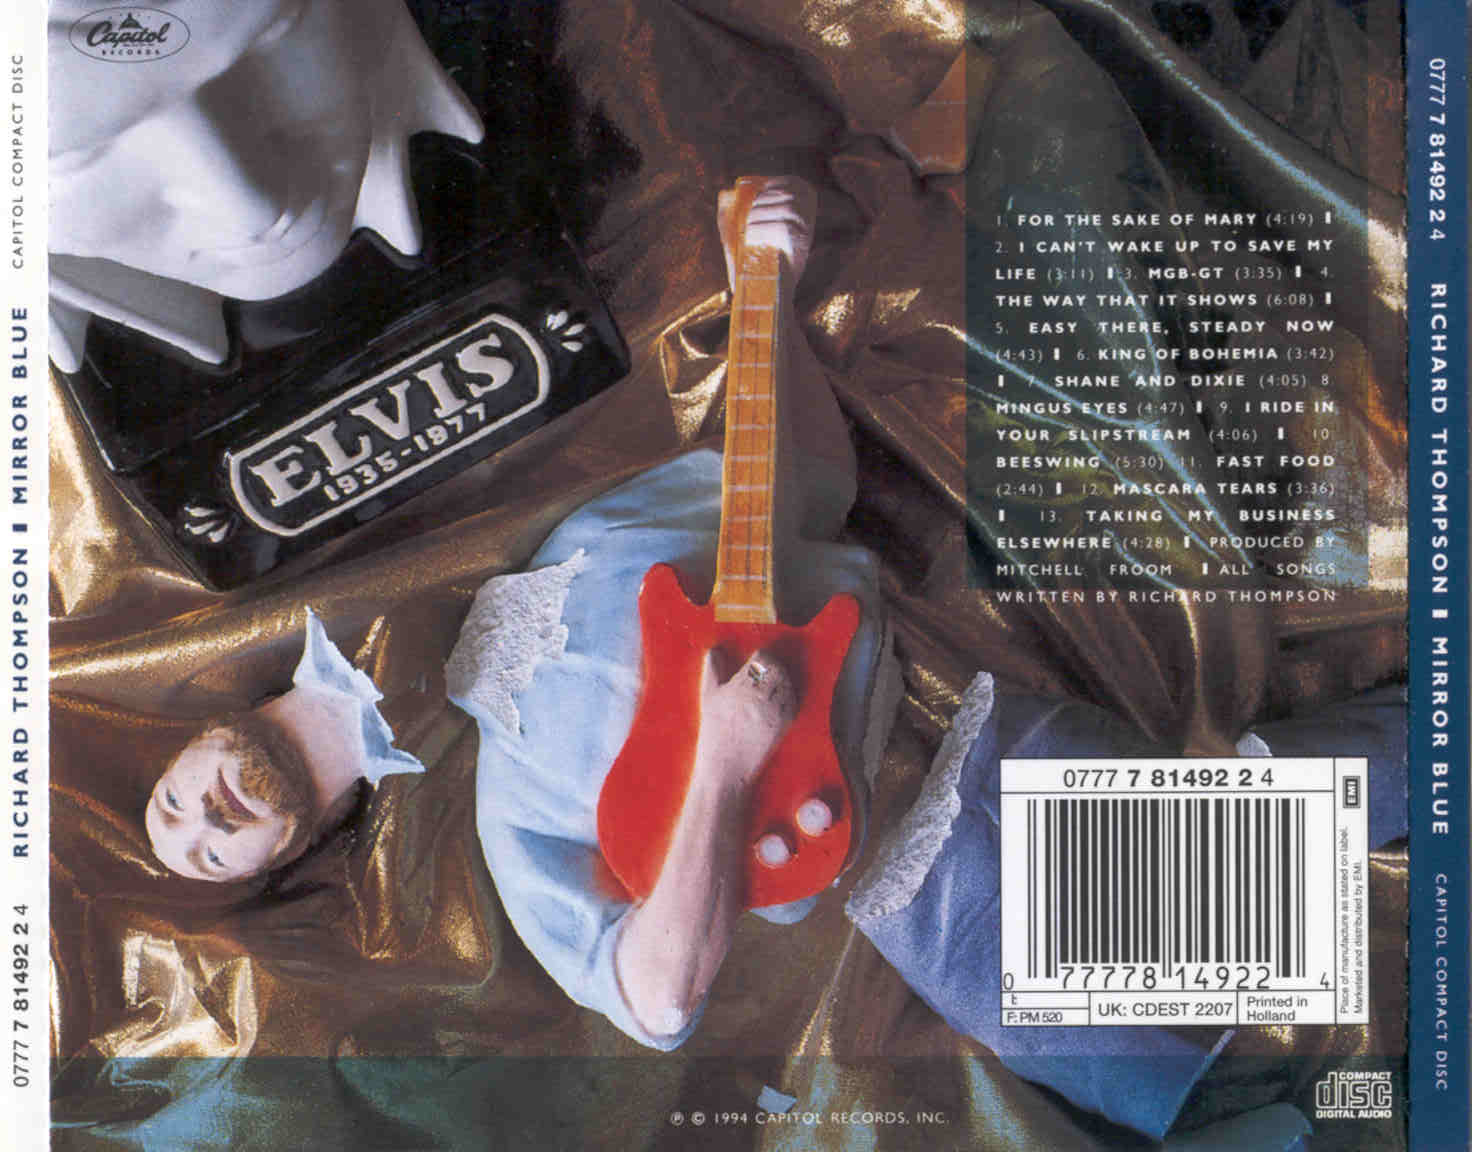 Capitol
RECORDS
CAPITOL COMPACT DISC
RICHARD THOMPSON ▮ MIRROR BLUE
0777 7 81492 2 4
ELVIS
1935-1977
1. FOR THE SAKE OF MARY (4:19) ▮
2. I CAN'T WAKE UP TO SAVE MY
LIFE (3:11) ▮ 3. MGB-GT (3:35) ▮ 4.
THE WAY THAT IT SHOWS (6:08) ▮
5. EASY THERE, STEADY NOW
(4:43) ▮ 6. KING OF BOHEMIA (3:42)
▮ 7. SHANE AND DIXIE (4:05) 8.
MINGUS EYES (4:47) ▮ 9. I RIDE IN
YOUR SLIPSTREAM (4:06) ▮ 10.
BEESWING (5:30) 11. FAST FOOD
(2:44) ▮ 12. MASCARA TEARS (3:36)
▮ 13. TAKING MY BUSINESS
ELSEWHERE (4:28) ▮ PRODUCED BY
MITCHELL FROOM ▮ ALL SONGS
WRITTEN BY RICHARD THOMPSON
0777 7 81492 2 4
EMI
Place of manufacture as stated on label.
Marketed and distributed by EMI.
0 77778 14922 4
F: PM 520
UK: CDEST 2207
Printed in
Holland
℗ © 1994 CAPITOL RECORDS, INC.
COMPACT
disc
DIGITAL AUDIO
0777 7 81492 2 4 RICHARD THOMPSON ▮ MIRROR BLUE CAPITOL COMPACT DISC